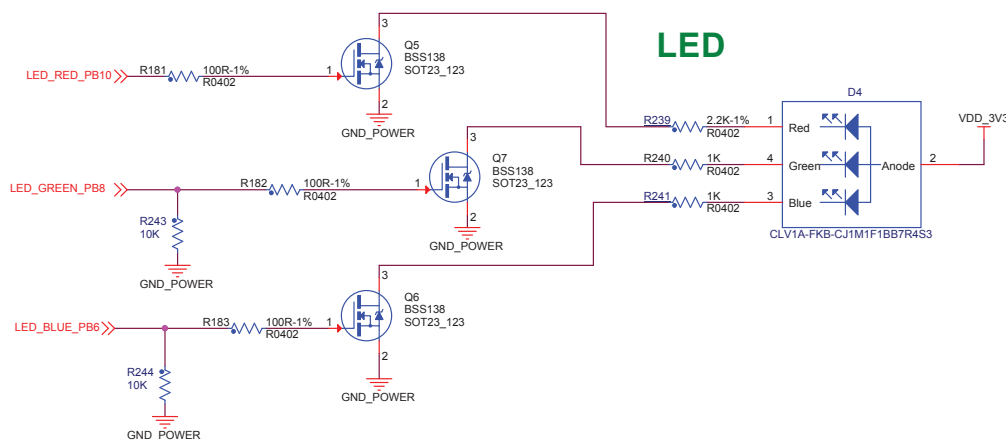 LED
3
Q5
BSS138
SOT23_123
LED_RED_PB10
R181
100R-1%
R0402
1
2
GND_POWER
D4
R239
2.2K-1%
R0402
1
Red
VDD_3V3
3
Q7
BSS138
SOT23_123
R240
1K
R0402
4
Green
Anode
2
LED_GREEN_PB8
R182
100R-1%
R0402
1
2
GND_POWER
R241
1K
R0402
3
Blue
CLV1A-FKB-CJ1M1F1BB7R4S3
R243
10K
GND_POWER
3
Q6
BSS138
SOT23_123
LED_BLUE_PB6
R183
100R-1%
R0402
1
2
GND_POWER
R244
10K
GND_POWER